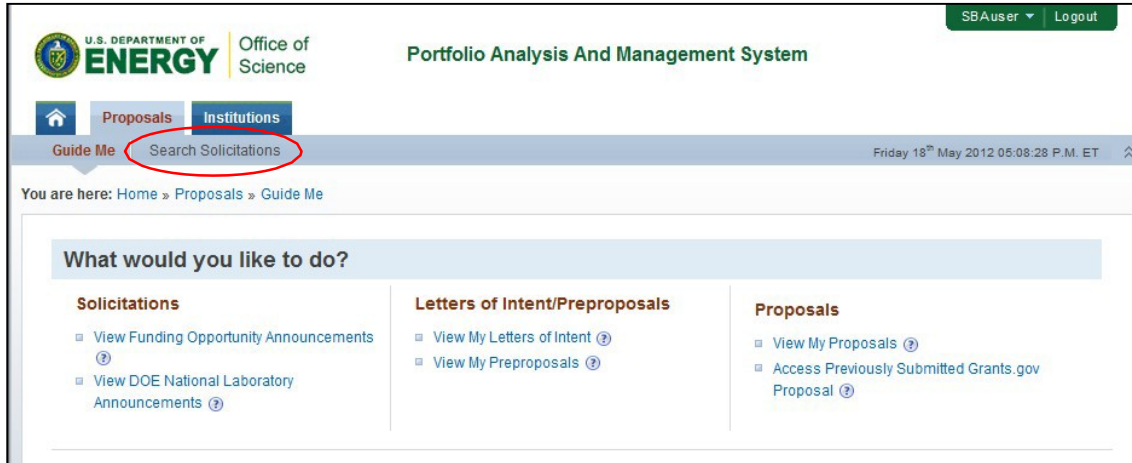 SBAuser Logout
U.S. DEPARTMENT OF
ENERGY
Office of
Science
Portfolio Analysis And Management System
Proposals Institutions
Guide Me Search Solicitations Friday 18th May 2012 05:08:28 P.M. ET
You are here: Home » Proposals » Guide Me
What would you like to do?
Solicitations
View Funding Opportunity Announcements
?
View DOE National Laboratory
Announcements ?
Letters of Intent/Preproposals
View My Letters of Intent ?
View My Preproposals ?
Proposals
View My Proposals ?
Access Previously Submitted Grants.gov
Proposal ?